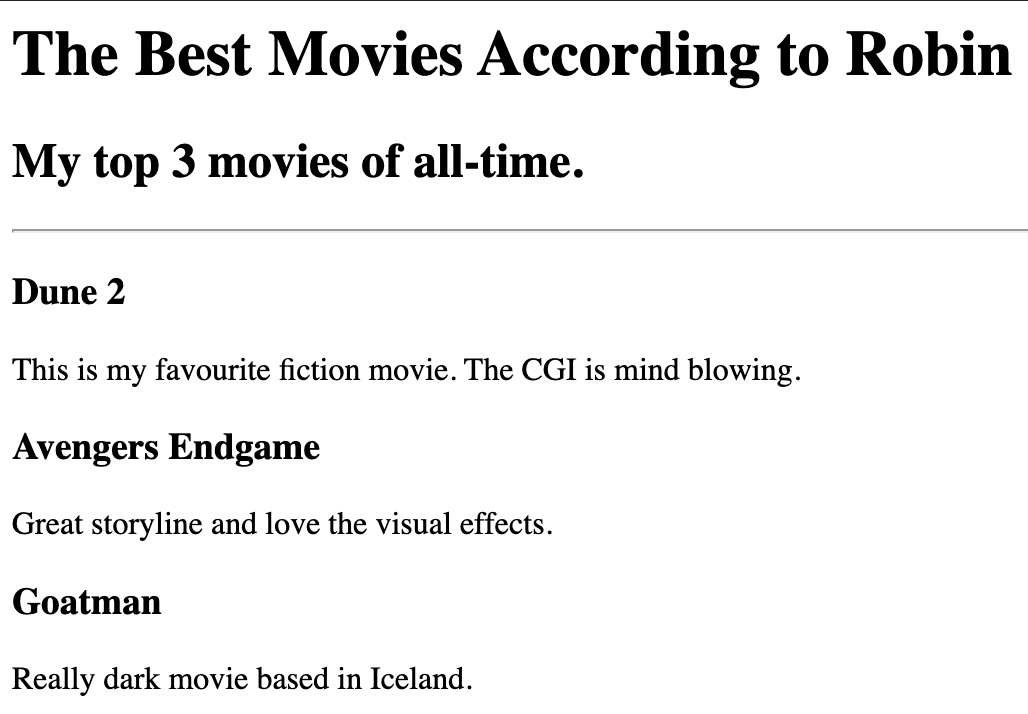 The Best Movies According to Robin
My top 3 movies of all-time.
Dune 2
This is my favourite fiction movie. The CGI is mind blowing.
Avengers Endgame
Great storyline and love the visual effects.
Goatman
Really dark movie based in Iceland.